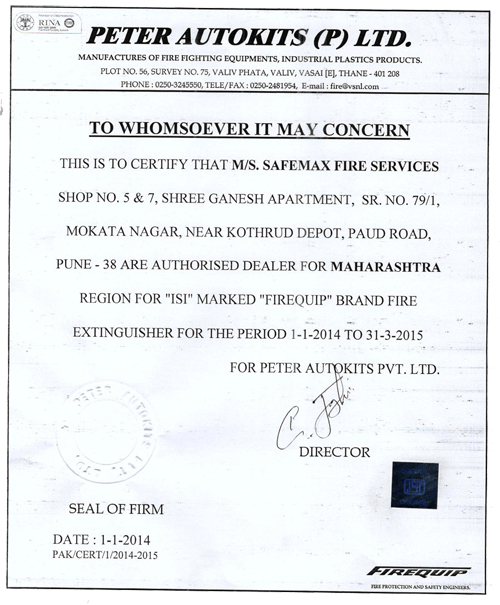 RINA
PETER AUTOKITS (P) LTD.
MANUFACTURES OF FIRE FIGHTING EQUIPMENTS, INDUSTRIAL PLASTICS PRODUCTS.
PLOT NO. 56, SURVEY NO. 75, VALIV PHATA, VALIV, VASAI [E], THANE - 401 208
PHONE : 0250-3245550, TELE/FAX : 0250-2481954, E-mail : fire@vsnl.com
TO WHOMSOEVER IT MAY CONCERN
THIS IS TO CERTIFY THAT M/S. SAFEMAX FIRE SERVICES
SHOP NO. 5 & 7, SHREE GANESH APARTMENT, SR. NO. 79/1,
MOKATA NAGAR, NEAR KOTHRUD DEPOT, PAUD ROAD,
PUNE - 38 ARE AUTHORISED DEALER FOR MAHARASHTRA
REGION FOR "ISI" MARKED "FIREQUIP" BRAND FIRE
EXTINGUISHER FOR THE PERIOD 1-1-2014 TO 31-3-2015
FOR PETER AUTOKITS PVT. LTD.
PETER AUTOKITS
DIRECTOR
SEAL OF FIRM
DATE : 1-1-2014
PAK/CERT/1/2014-2015
FIREQUIP
FIRE PROTECTION AND SAFETY ENGINEERS.